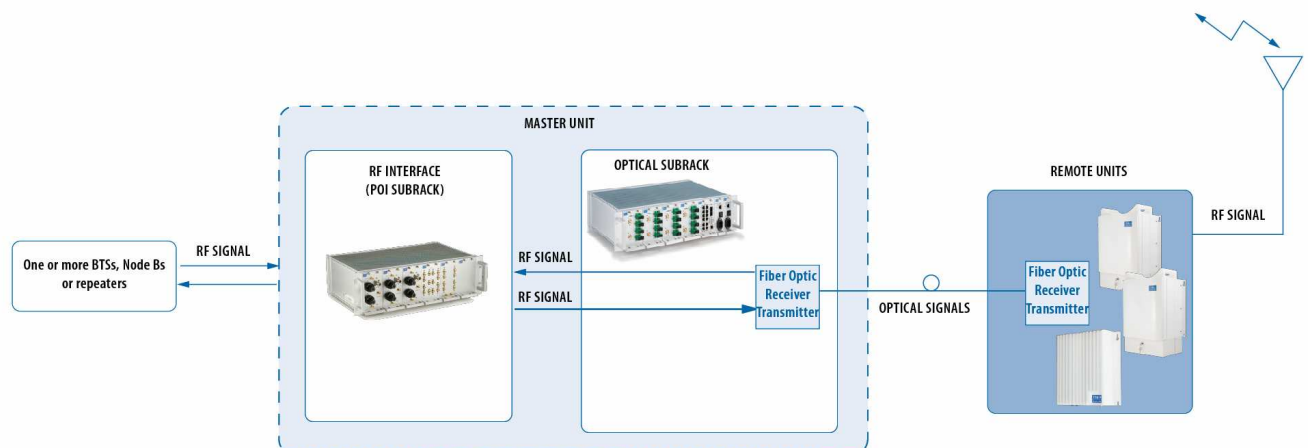 MASTER UNIT
RF INTERFACE
(POI SUBRACK)
OPTICAL SUBRACK
REMOTE UNITS
RF SIGNAL
One or more BTSs, Node Bs
or repeaters
RF SIGNAL
RF SIGNAL
RF SIGNAL
Fiber Optic
Receiver
Transmitter
OPTICAL SIGNALS
Fiber Optic
Receiver
Transmitter